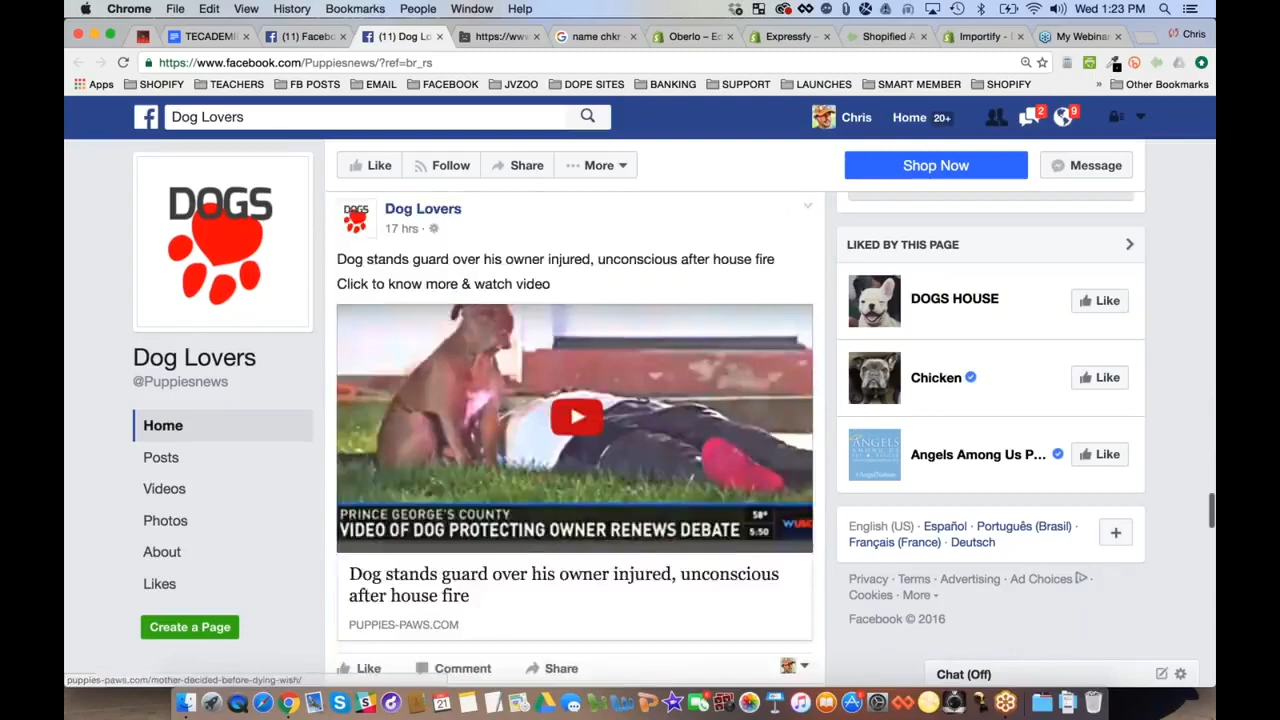 Chrome File Edit View History Bookmarks People Window Help Wed 1:23 PM
TECADEMI (11) Faceb (11) Dog Lo https://ww name chkr Oberlo – Ec Expressfy - Shopified A Importify - My Webina Chris
https://www.facebook.com/Puppiesnews/?ref=br_rs
Apps SHOPIFY TEACHERS FB POSTS EMAIL FACEBOOK JVZOO DOPE SITES BANKING SUPPORT LAUNCHES SMART MEMBER SHOPIFY » Other Bookmarks
Dog Lovers Chris Home 20+ 2 9
Like Follow Share More Shop Now Message
DOGS
Dog Lovers
@Puppiesnews
Home
Posts
Videos
Photos
About
Likes
Create a Page
DOGS
Dog Lovers
17 hrs ·
Dog stands guard over his owner injured, unconscious after house fire
Click to know more & watch video
PRINCE GEORGE'S COUNTY 58°
VIDEO OF DOG PROTECTING OWNER RENEWS DEBATE 5:50
Dog stands guard over his owner injured, unconscious
after house fire
PUPPIES-PAWS.COM
Like Comment Share
LIKED BY THIS PAGE
DOGS HOUSE Like
Chicken Like
Angels Among Us P... Like
English (US) · Español · Português (Brasil) ·
Français (France) · Deutsch
Privacy · Terms · Advertising · Ad Choices ·
Cookies · More
Facebook © 2016
Chat (Off)
puppies-paws.com/mother-decided-before-dying-wish/
21